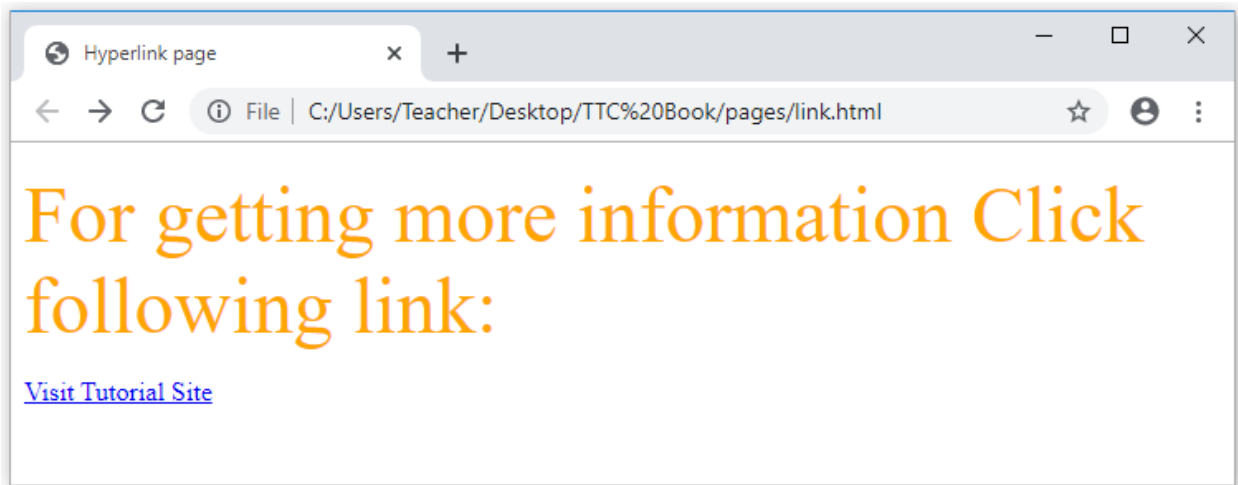 Hyperlink page
File C:/Users/Teacher/Desktop/TTC%20Book/pages/link.html
For getting more information Click
following link:
Visit Tutorial Site